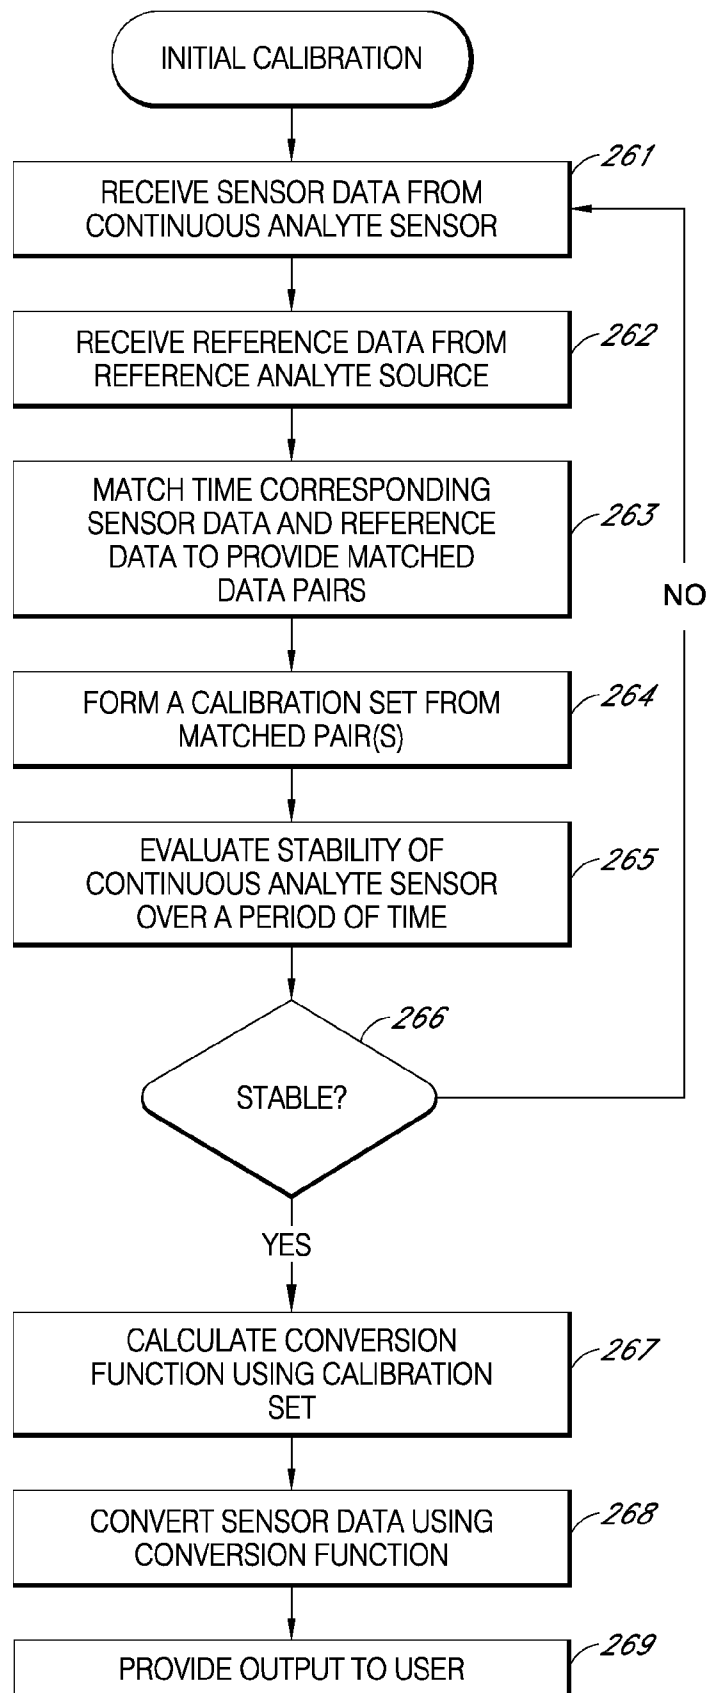 INITIAL CALIBRATION
261
RECEIVE SENSOR DATA FROM
CONTINUOUS ANALYTE SENSOR
262
RECEIVE REFERENCE DATA FROM
REFERENCE ANALYTE SOURCE
263
MATCH TIME CORRESPONDING
SENSOR DATA AND REFERENCE
DATA TO PROVIDE MATCHED
DATA PAIRS
NO
264
FORM A CALIBRATION SET FROM
MATCHED PAIR(S)
265
EVALUATE STABILITY OF
CONTINUOUS ANALYTE SENSOR
OVER A PERIOD OF TIME
266
STABLE?
YES
267
CALCULATE CONVERSION
FUNCTION USING CALIBRATION
SET
268
CONVERT SENSOR DATA USING
CONVERSION FUNCTION
269
PROVIDE OUTPUT TO USER